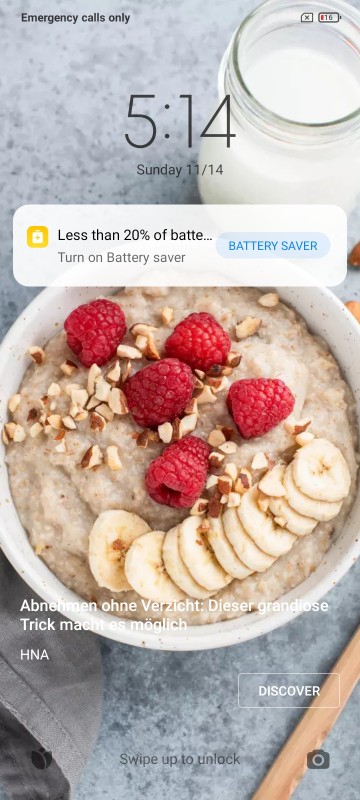 Emergency calls only
16
5:14
Sunday 11/14
Less than 20% of batte...
BATTERY SAVER
Turn on Battery saver
Abnehmen ohne Verzicht: Dieser grandiose
Trick macht es möglich
HNA
DISCOVER
Swipe up to unlock